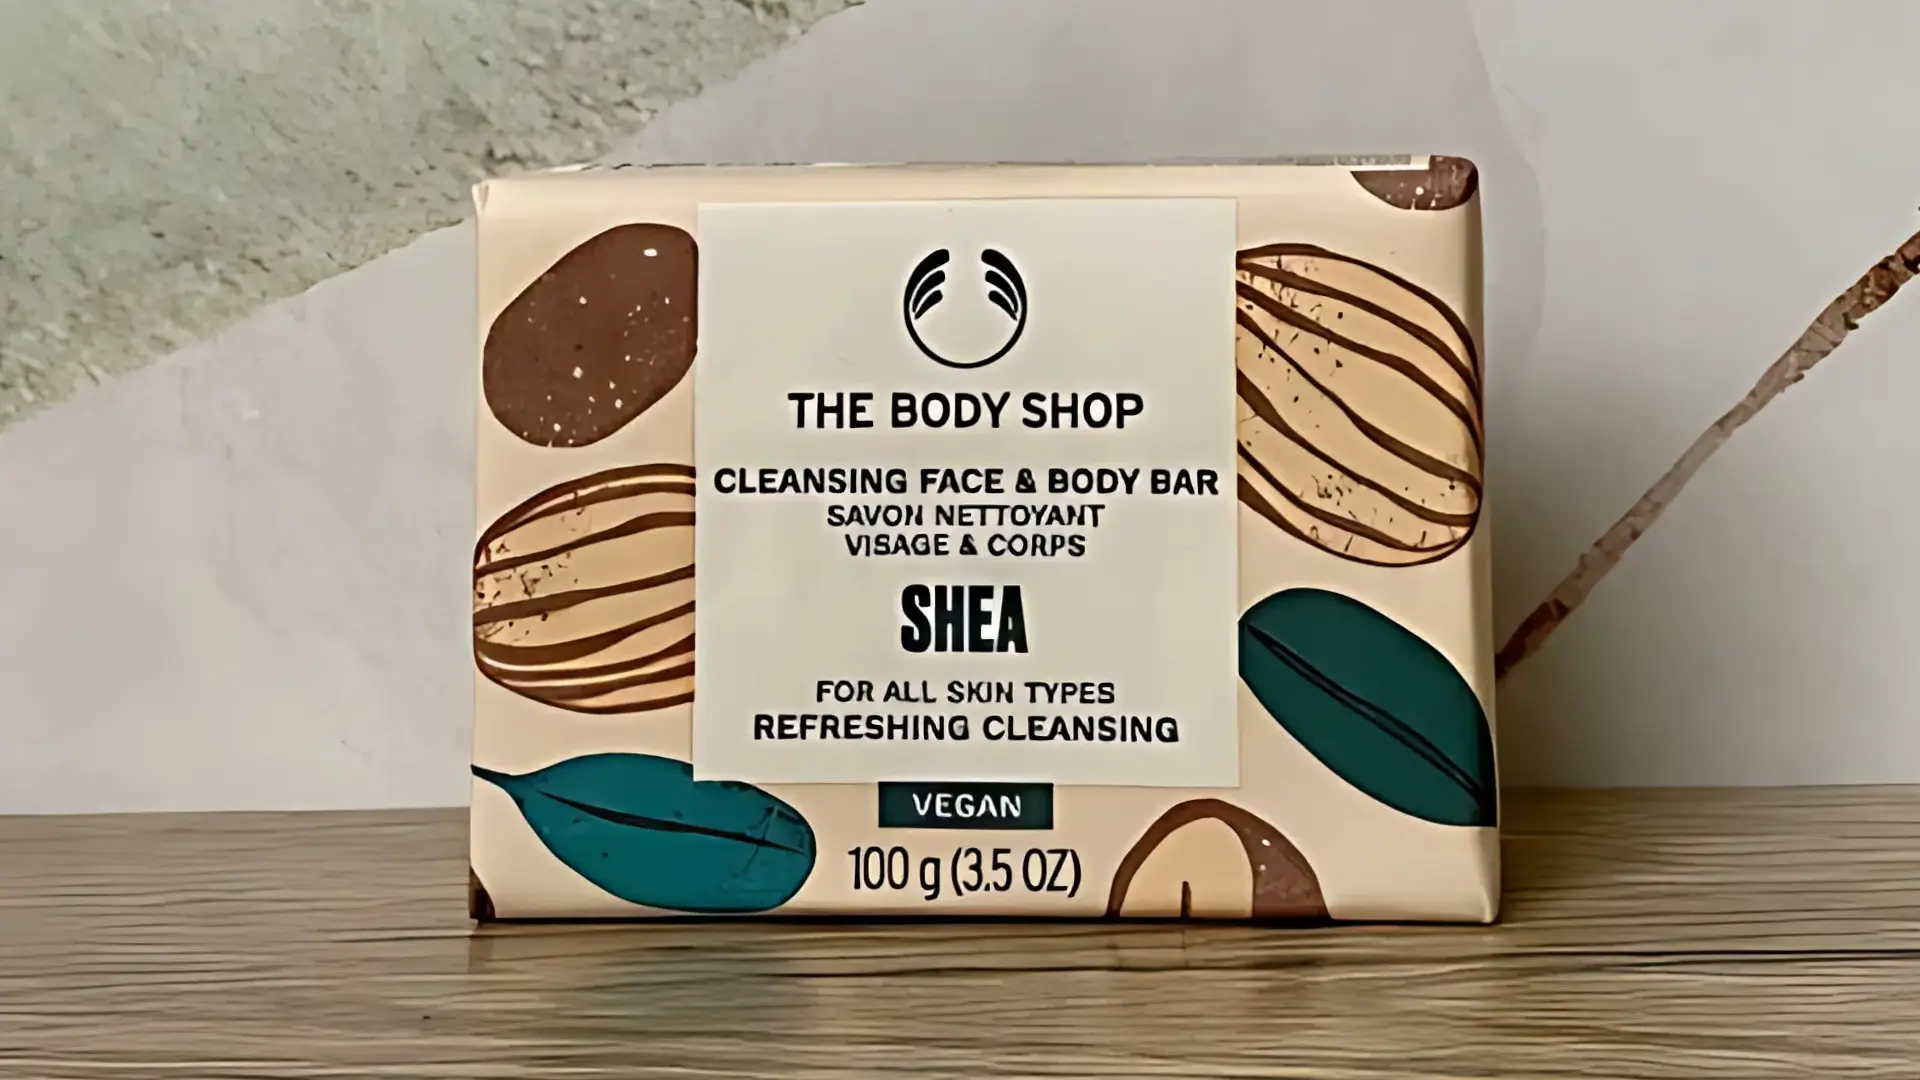 THE BODY SHOP
CLEANSING FACE & BODY BAR
SAVON NETTOYANT
VISAGE & CORPS
SHEA
FOR ALL SKIN TYPES
REFRESHING CLEANSING
VEGAN
100 g (3.5 OZ)